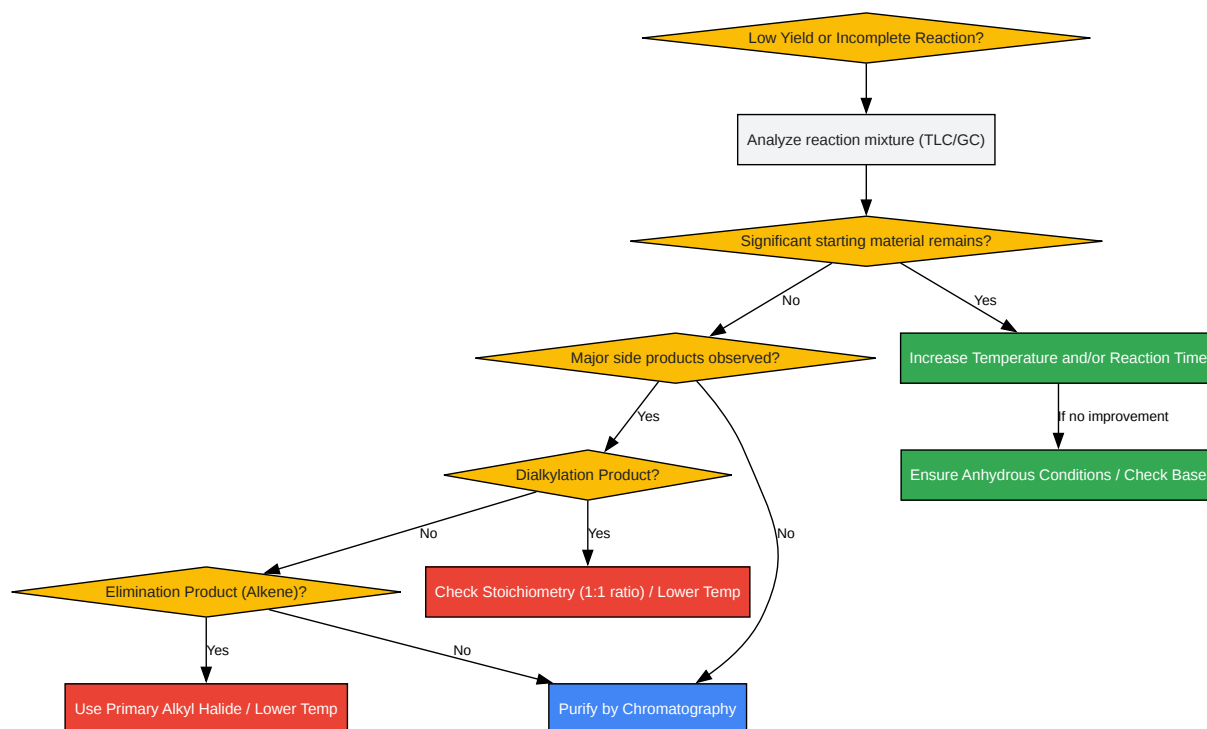 Low Yield or Incomplete Reaction?
Analyze reaction mixture (TLC/GC)
Significant starting material remains?
No
Yes
Major side products observed?
Increase Temperature and/or Reaction Time
Yes
If no improvement
Dialkylation Product?
Ensure Anhydrous Conditions / Check Base
No
Yes
No
Elimination Product (Alkene)?
Check Stoichiometry (1:1 ratio) / Lower Temp
Yes
No
Use Primary Alkyl Halide / Lower Temp
Purify by Chromatography